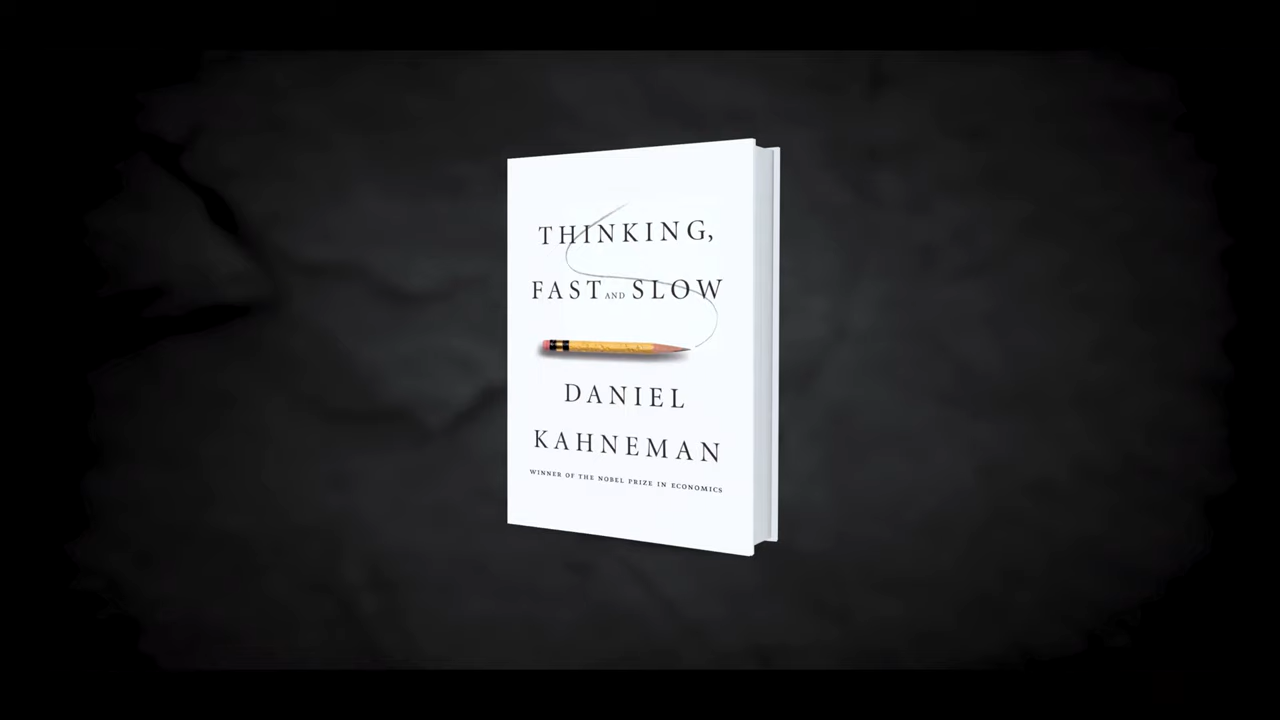 THINKING,
FAST AND SLOW
DANIEL
KAHNEMAN
WINNER OF THE NOBEL PRIZE IN ECONOMICS